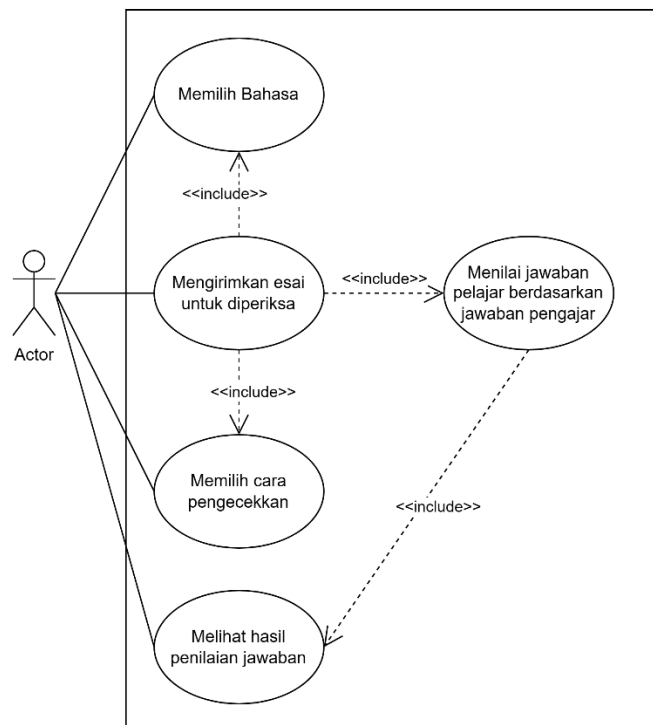 Memilih Bahasa
<<include>>
Mengirimkan esai
untuk diperiksa
<<include>>
Menilai jawaban
pelajar berdasarkan
jawaban pengajar
Actor
<<include>>
Memilih cara
pengecekkan
<<include>>
Melihat hasil
penilaian jawaban